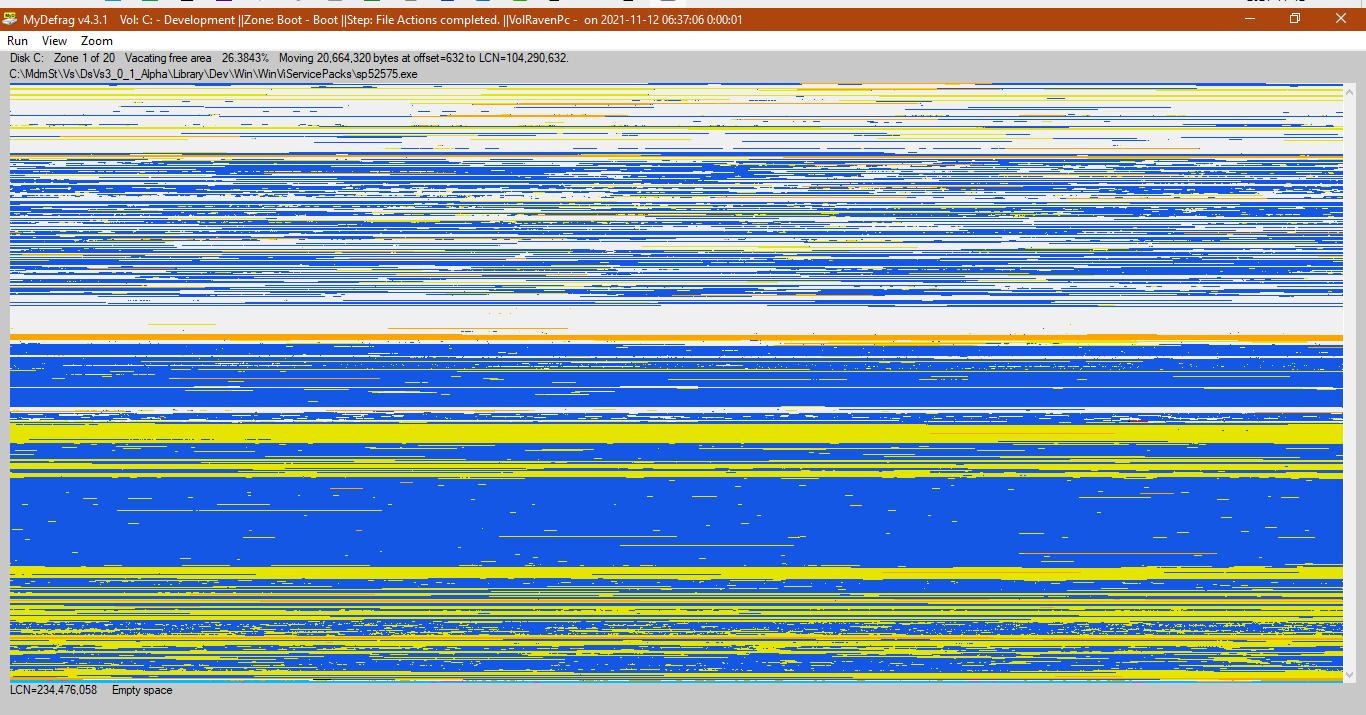 MyDefrag v4.3.1 Vol: C: - Development ||Zone: Boot - Boot ||Step: File Actions completed. ||VolRavenPc - on 2021-11-12 06:37:06 0:00:01
Run View Zoom
Disk C: Zone 1 of 20 Vacating free area 26.3843% Moving 20,664,320 bytes at offset=632 to LCN=104,290,632.
C:\MdmSt\Vs\DsVs3_0_1_Alpha\Library\Dev\Win\WinViServicePacks\sp52575.exe
LCN=234,476,058 Empty space